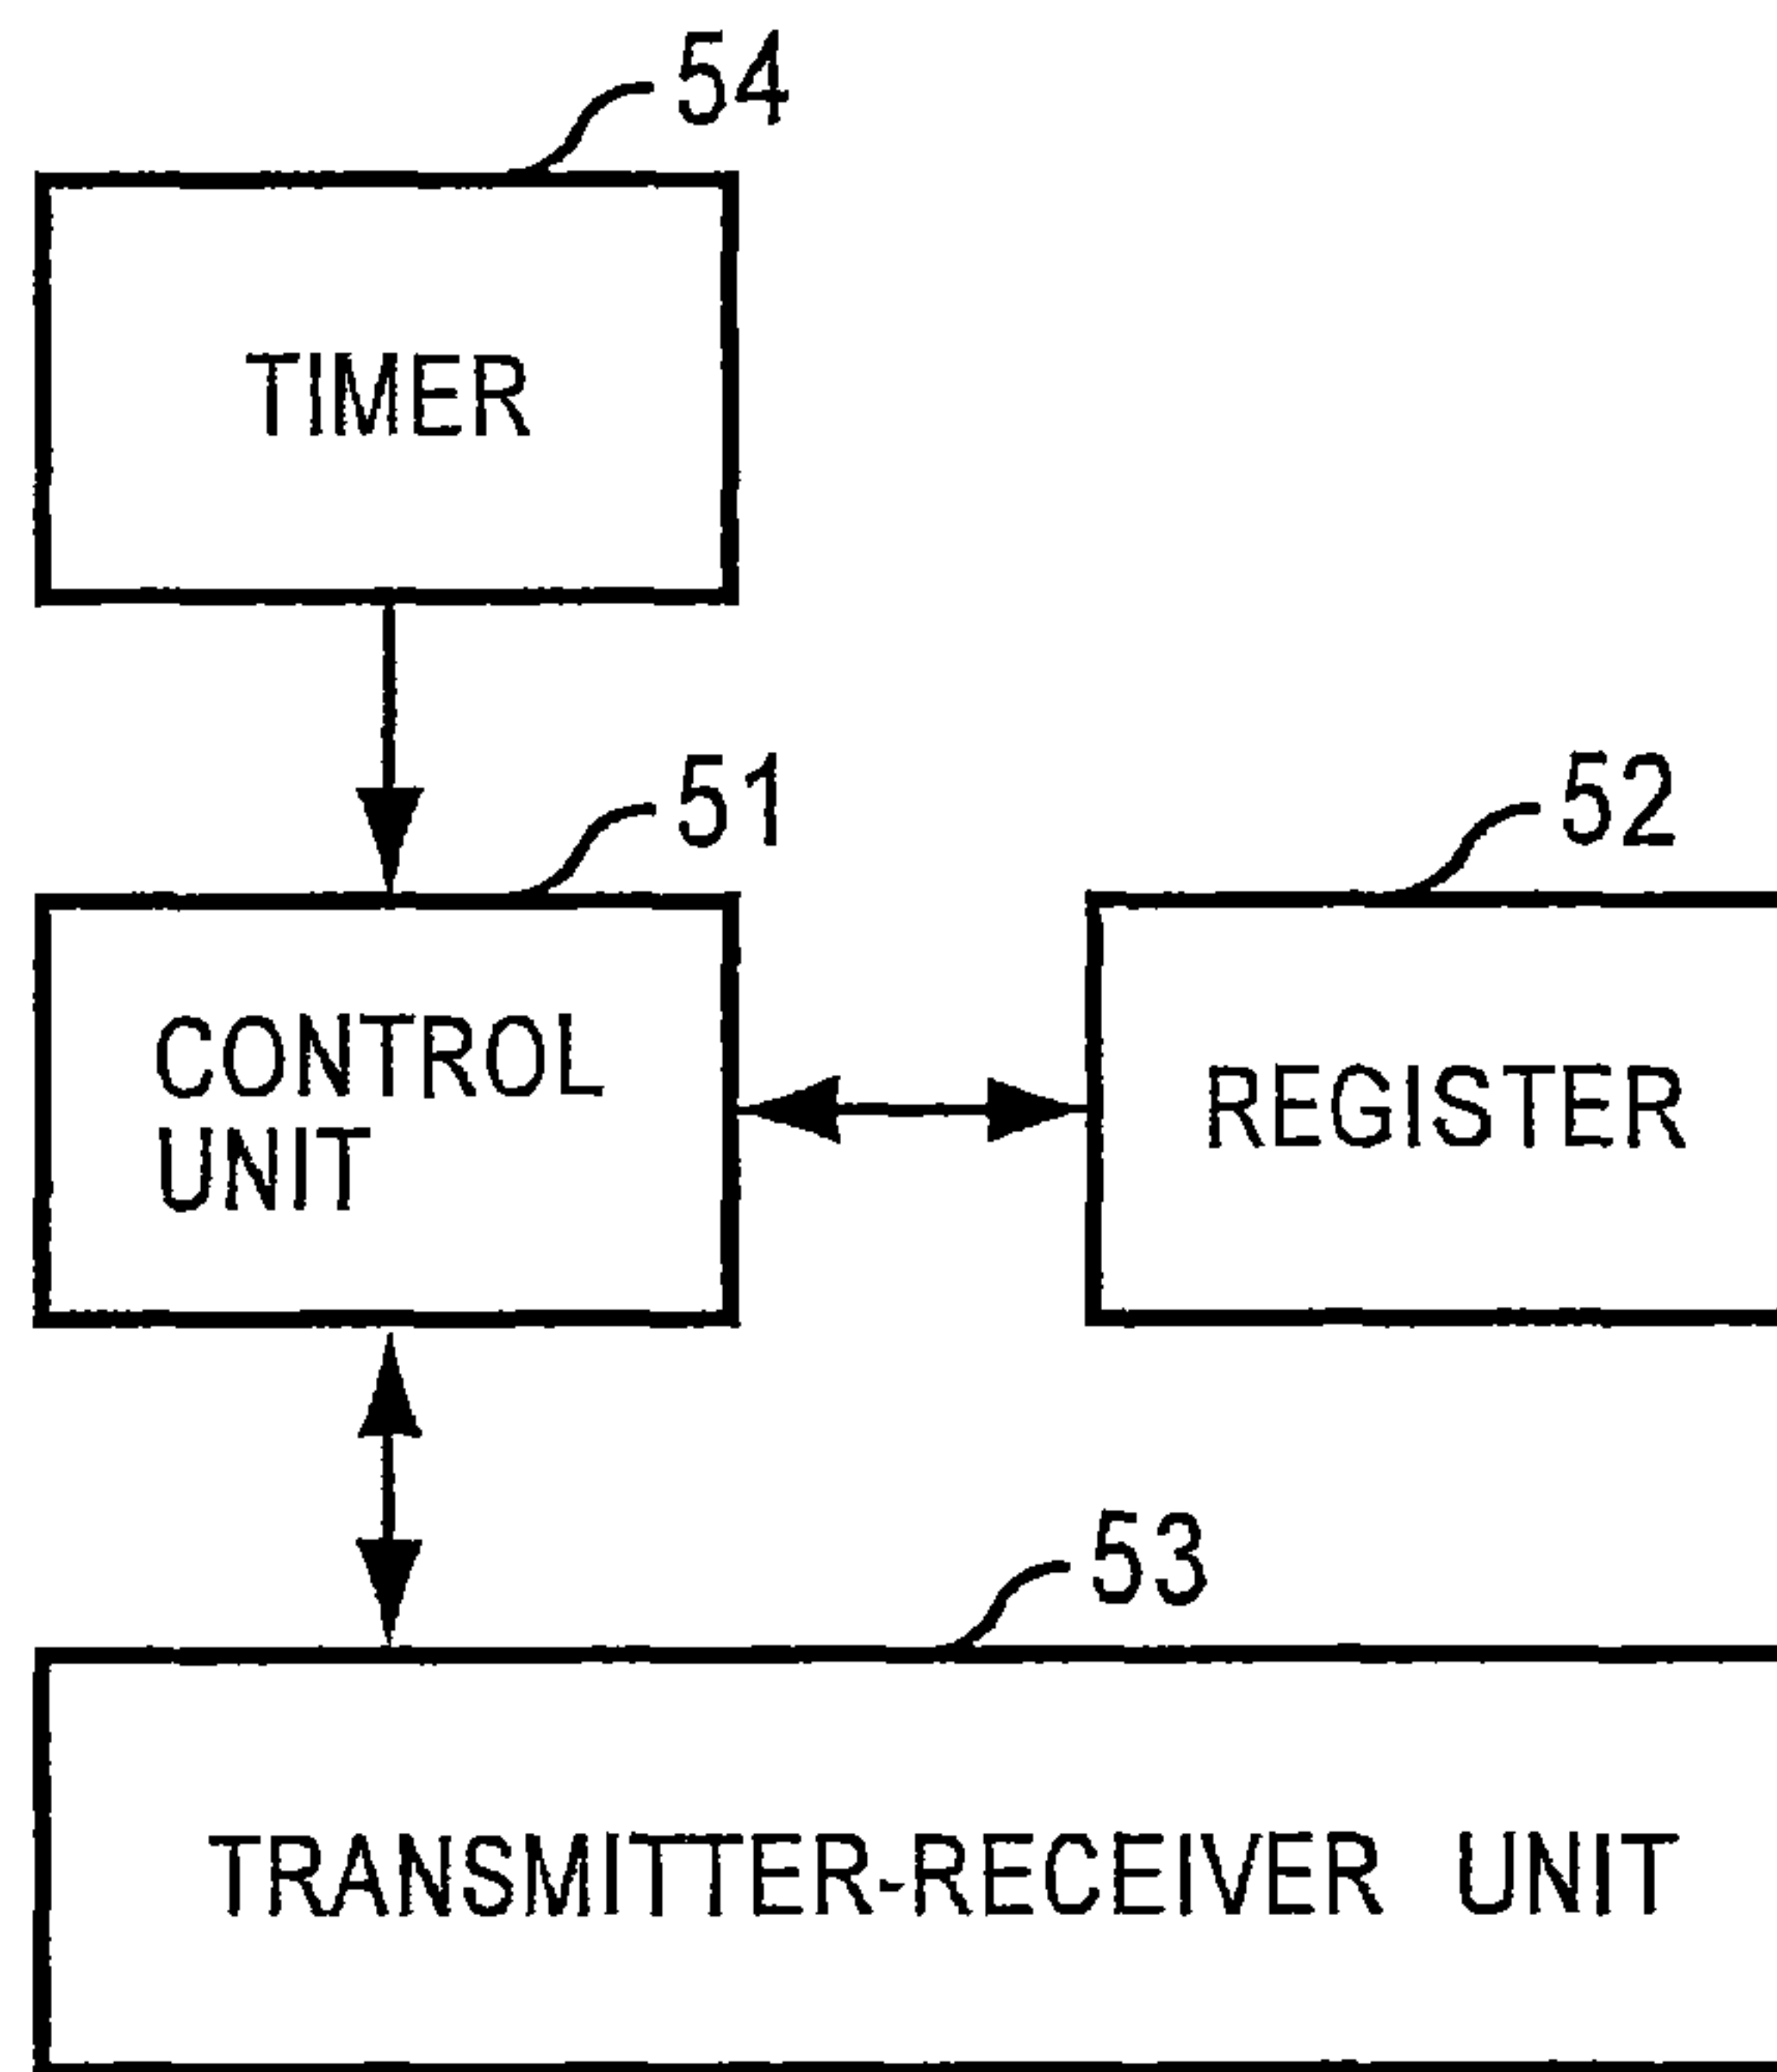 54
TIMER
51
52
CONTROL
UNIT
REGISTER
53
TRANSMITTER-RECEIVER UNIT